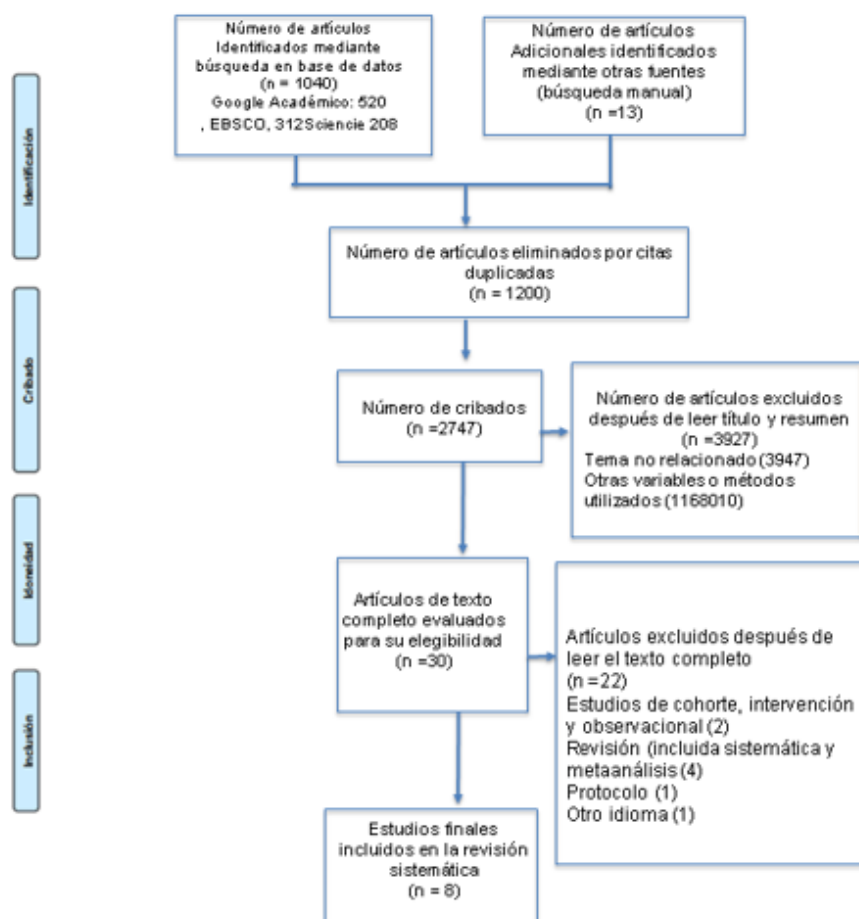 Número de artículos
Identificados mediante
búsqueda en base de datos
(n = 1040)
Google Académico: 520
, EBSCO, 312Sciencie 208
Número de artículos
Adicionales identificados
mediante otras fuentes
(búsqueda manual)
(n =13)
Identificación
Número de artículos eliminados por citas
duplicadas
(n = 1200)
Cribado
Número de cribados
(n =2747)
Número de artículos excluidos
después de leer título y resumen
(n =3927)
Tema no relacionado (3947)
Otras variables o métodos
utilizados (1168010)
Idoneidad
Artículos de texto
completo evaluados
para su elegibilidad
(n =30)
Artículos excluidos después de
leer el texto completo
(n =22)
Estudios de cohorte, intervención
y observacional (2)
Revisión (incluida sistemática y
metaanálisis (4)
Protocolo (1)
Otro idioma (1)
Inclusión
Estudios finales
incluidos en la revisión
sistemática
(n = 8)